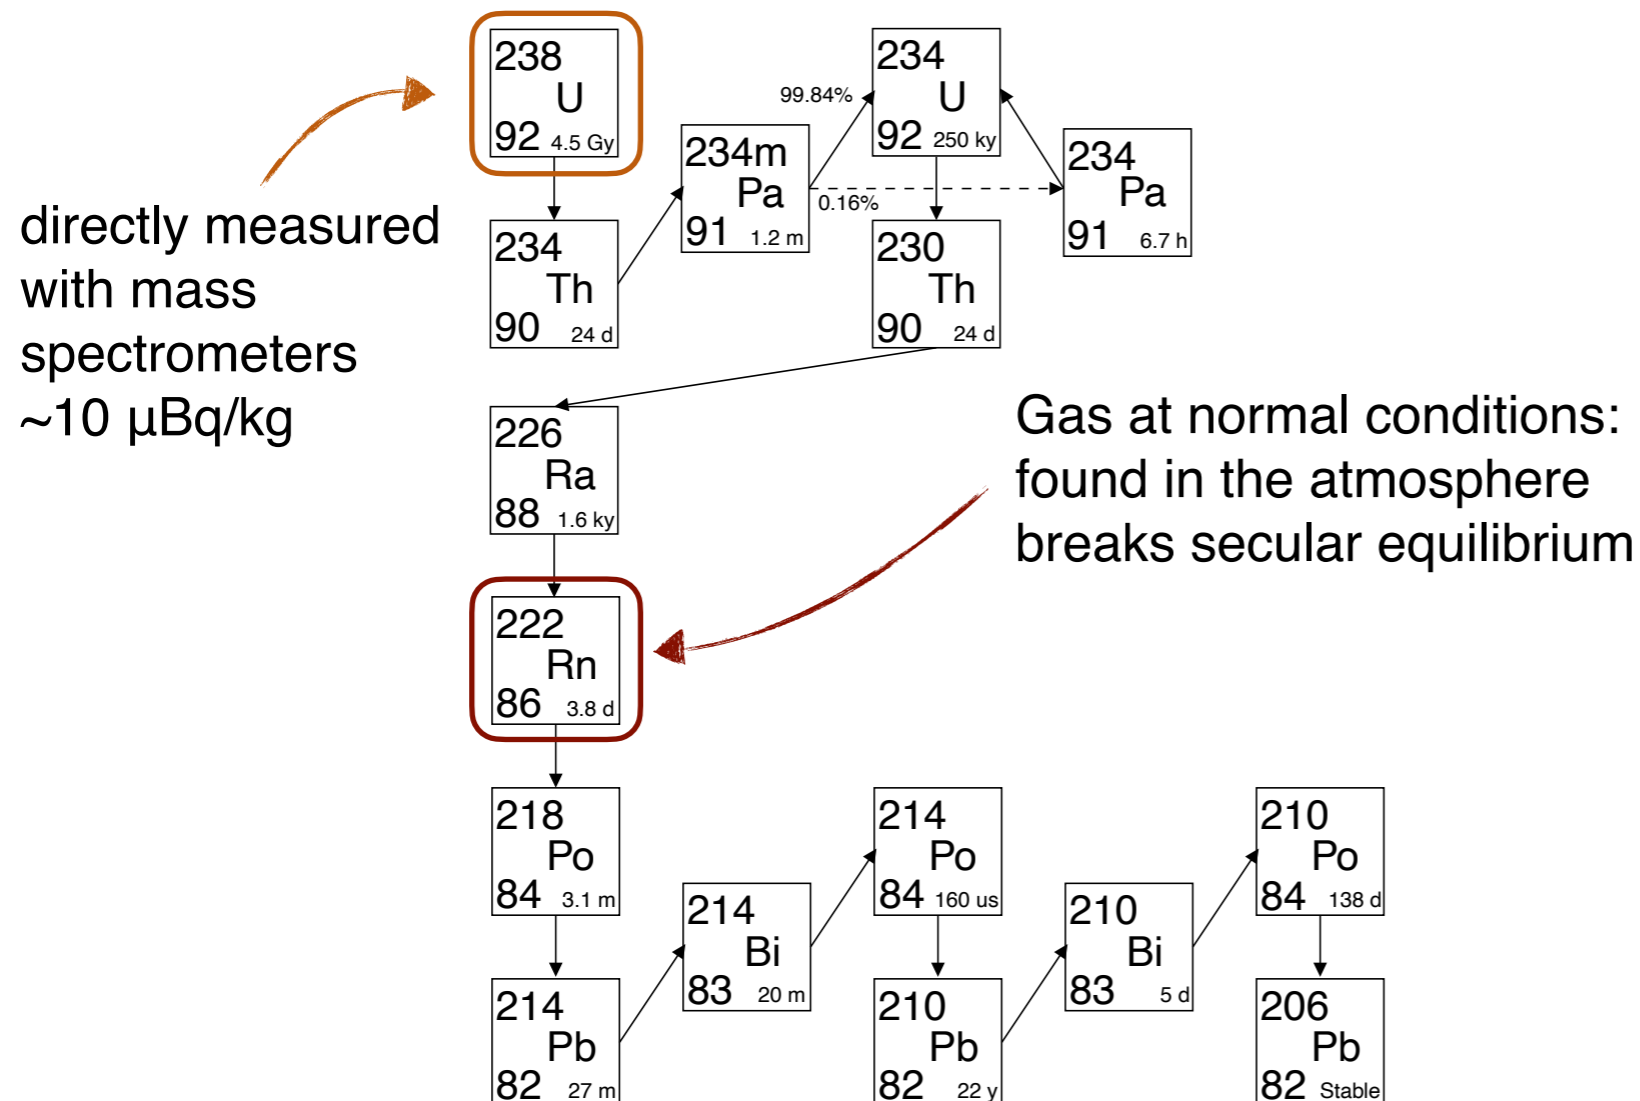 238
U
92 4.5 Gy
234
U
92 250 ky
99.84%
234m
Pa
91 1.2 m
0.16%
234
Pa
91 6.7 h
directly measured
with mass
spectrometers
~10 µBq/kg
234
Th
90 24 d
230
Th
90 24 d
226
Ra
88 1.6 ky
Gas at normal conditions:
found in the atmosphere
breaks secular equilibrium
222
Rn
86 3.8 d
218
Po
84 3.1 m
214
Po
84 160 us
210
Po
84 138 d
214
Bi
83 20 m
210
Bi
83 5 d
214
Pb
82 27 m
210
Pb
82 22 y
206
Pb
82 Stable